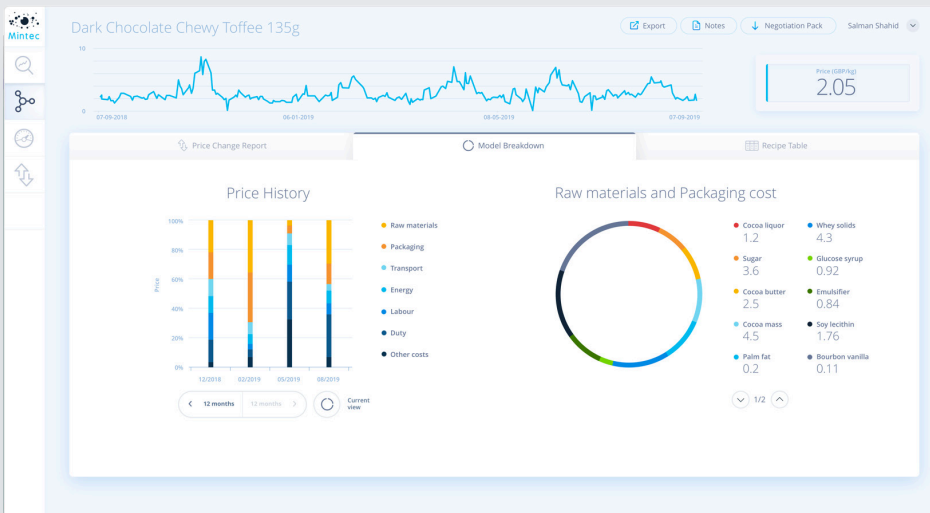 Mintec
Dark Chocolate Chewy Toffee 135g
Export
Notes
Negotiation Pack
Salman Shahid
10
0
07-09-2018
06-01-2019
08-05-2019
07-09-2019
Price (GBP/kg)
2.05
Price Change Report
Model Breakdown
Recipe Table
Price History
100%
80%
60%
40%
20%
0%
Price
12/2018
02/2019
05/2019
08/2019
Raw materials
Packaging
Transport
Energy
Labour
Duty
Other costs
12 months
12 months
Current
view
Raw materials and Packaging cost
Cocoa liquor
1.2
Sugar
3.6
Cocoa butter
2.5
Cocoa mass
4.5
Palm fat
0.2
Whey solids
4.3
Glucose syrup
0.92
Emulsifier
0.84
Soy lecithin
1.76
Bourbon vanilla
0.11
1/2